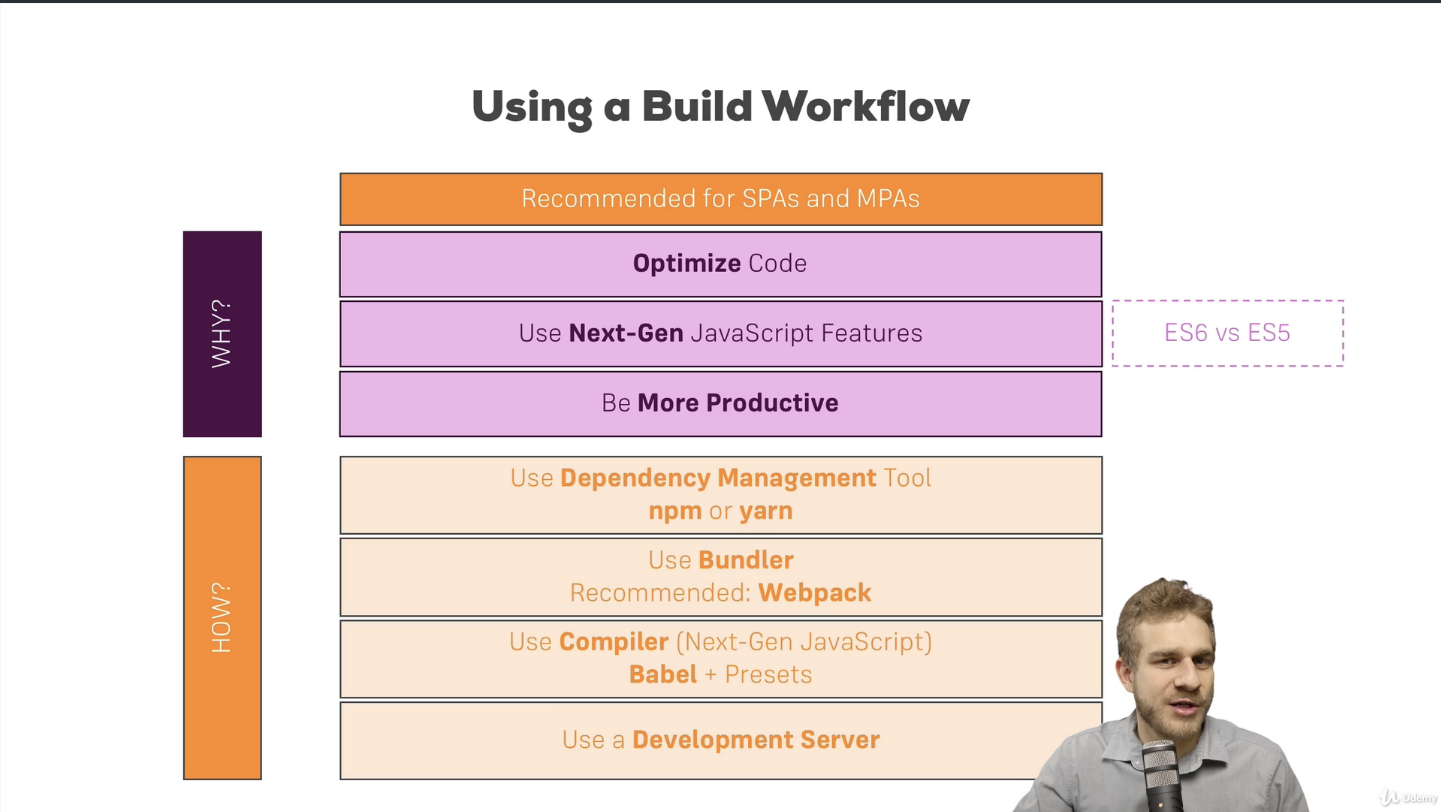 Using a Build Workflow
Recommended for SPAs and MPAs
WHY?
Optimize Code
Use Next-Gen JavaScript Features
ES6 vs ES5
Be More Productive
HOW?
Use Dependency Management Tool
npm or yarn
Use Bundler
Recommended: Webpack
Use Compiler (Next-Gen JavaScript)
Babel + Presets
Use a Development Server
Udemy